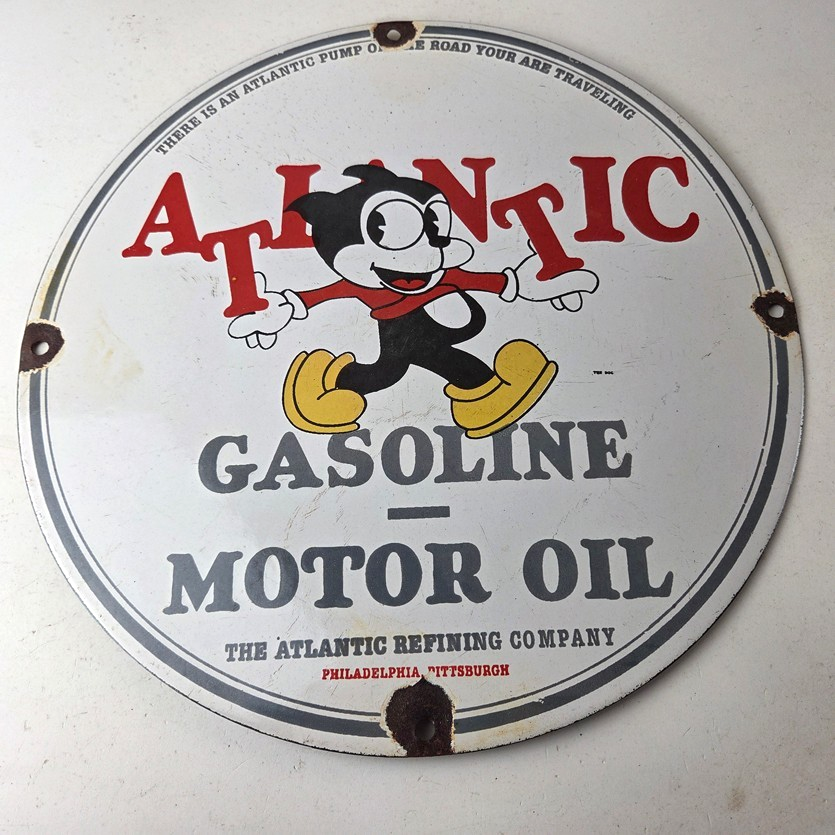 THERE IS AN ATLANTIC PUMP O THE ROAD YOUR ARE TRAVELING
ATLANTIC
GASOLINE
—
MOTOR OIL
THE ATLANTIC REFINING COMPANY
PHILADELPHIA PITTSBURGH